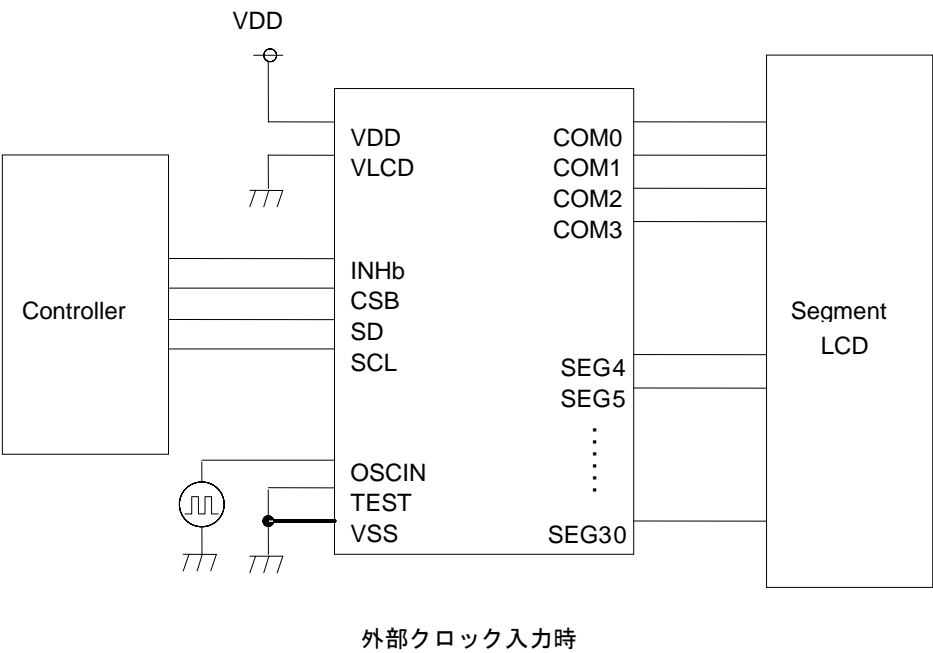 VDD
VDD
VLCD
INHb
CSB
SD
SCL
OSCIN
TEST
VSS
COM0
COM1
COM2
COM3
SEG4
SEG5
SEG30
Controller
Segment
LCD
外部クロック入力時